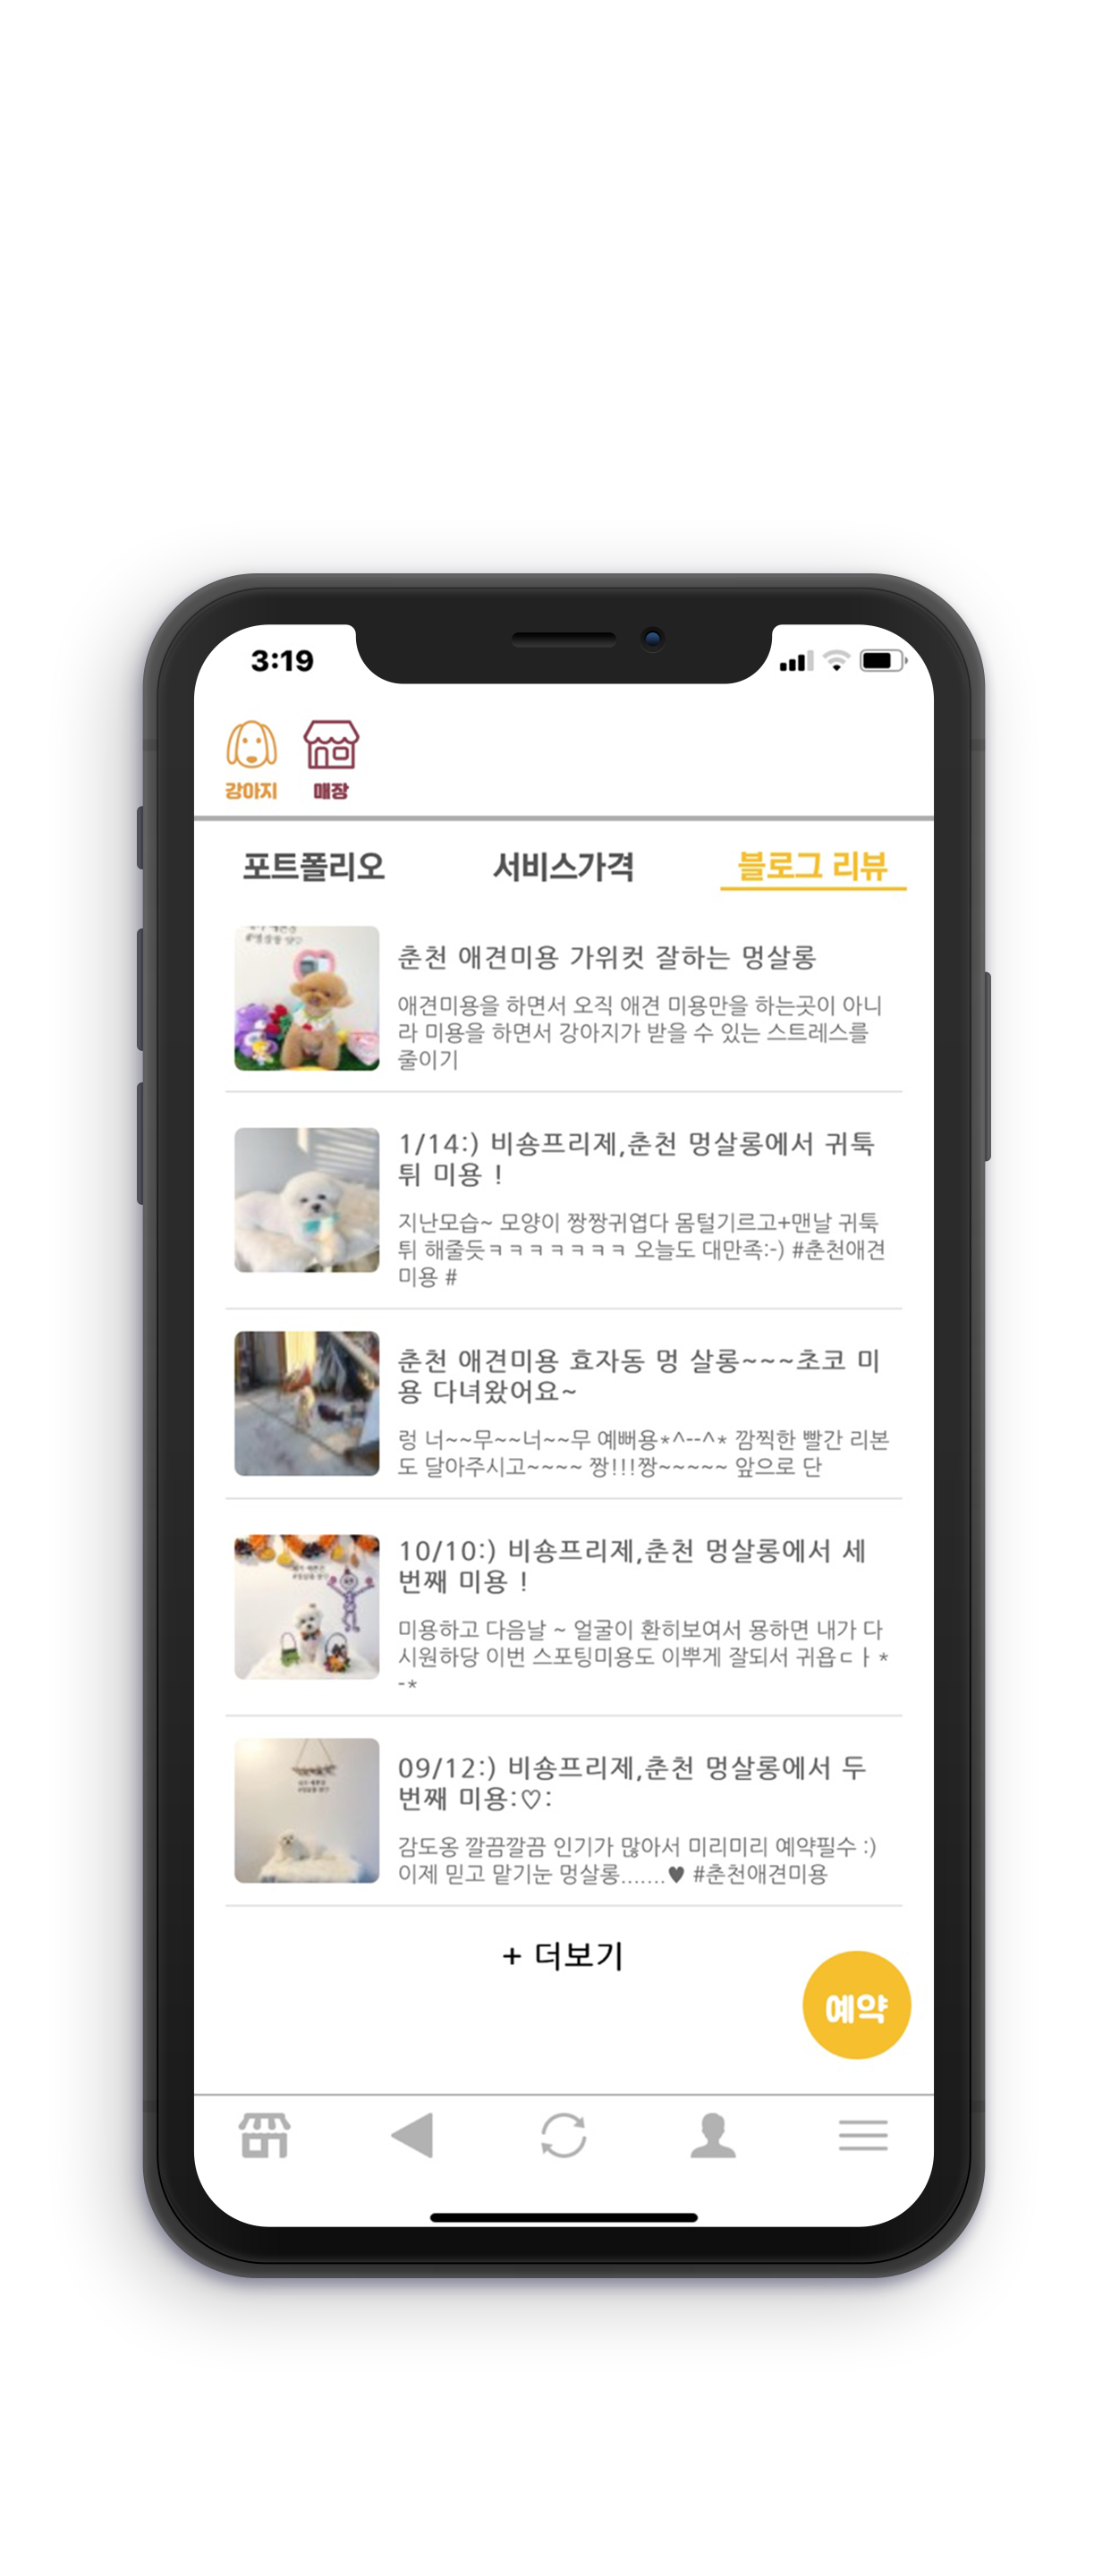 3:19
강아지 매장
포트폴리오 서비스가격 블로그 리뷰
춘천 애견미용 가위컷 잘하는 멍살롱
애견미용을 하면서 오직 애견 미용만을 하는곳이 아니
라 미용을 하면서 강아지가 받을 수 있는 스트레스를
줄이기
1/14:) 비숑프리제,춘천 멍살롱에서 귀툭
튀 미용 !
지난모습~ 모양이 짱짱귀엽다 몸털기르고+맨날 귀툭
튀 해줄듯ㅋㅋㅋㅋㅋㅋㅋ 오늘도 대만족:-) #춘천애견
미용 #
춘천 애견미용 효자동 멍 살롱~~~초코 미
용 다녀왔어요~
렁 너~~무~~너~~무 예뻐용*^--^* 깜찍한 빨간 리본
도 달아주시고~~~~ 짱!!!짱~~~~~ 앞으로 단
10/10:) 비숑프리제,춘천 멍살롱에서 세
번째 미용 !
미용하고 다음날 ~ 얼굴이 환히보여서 묭하면 내가 다
시원하당 이번 스포팅미용도 이뿌게 잘되서 귀욥ㄷㅏ*
-*
09/12:) 비숑프리제,춘천 멍살롱에서 두
번째 미용:♡:
감도옹 깔끔깔끔 인기가 많아서 미리미리 예약필수 :)
이제 믿고 맡기눈 멍살롱.......♥ #춘천애견미용
+ 더보기
예약